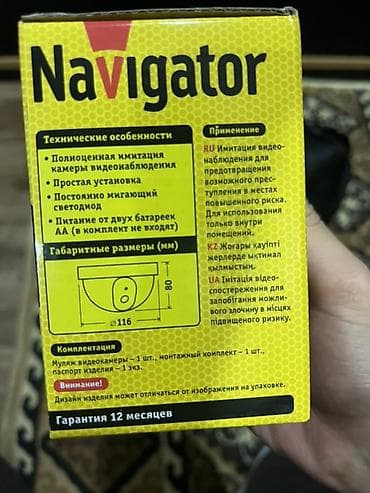 Navigator
Технические особенности
• Полноценная имитация
камеры видеонаблюдения
• Простая установка
• Постоянно мигающий
светодиод
• Питание от двух батареек
АА (в комплект не входят)
Габаритные размеры (мм)
80
⌀116
Применение
RU Имитация видео-
наблюдения для
предотвращения
возможного прес-
тупления в местах
повышенного риска.
Для использования
только внутри
помещений.
KZ Жоғары қауіпті
жерлерде ықтимал
қылмыстың.
UA Імітація відео-
спостереження для
запобігання можли-
вого злочину в місцях
підвищеного ризику.
Комплектация
Муляж видеокамеры – 1 шт., монтажный комплект – 1 шт.,
паспорт изделия – 1 экз.
Внимание!
Дизайн изделия может отличаться от изображения на упаковке.
Гарантия 12 месяцев